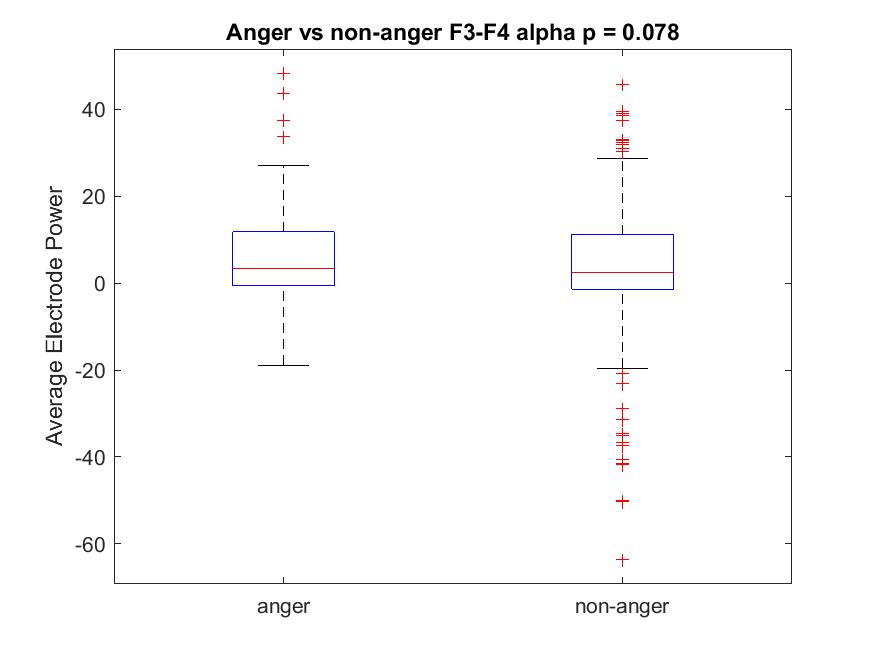 Anger vs non-anger F3-F4 alpha p = 0.078
Average Electrode Power
40
20
0
-20
-40
-60
anger
non-anger